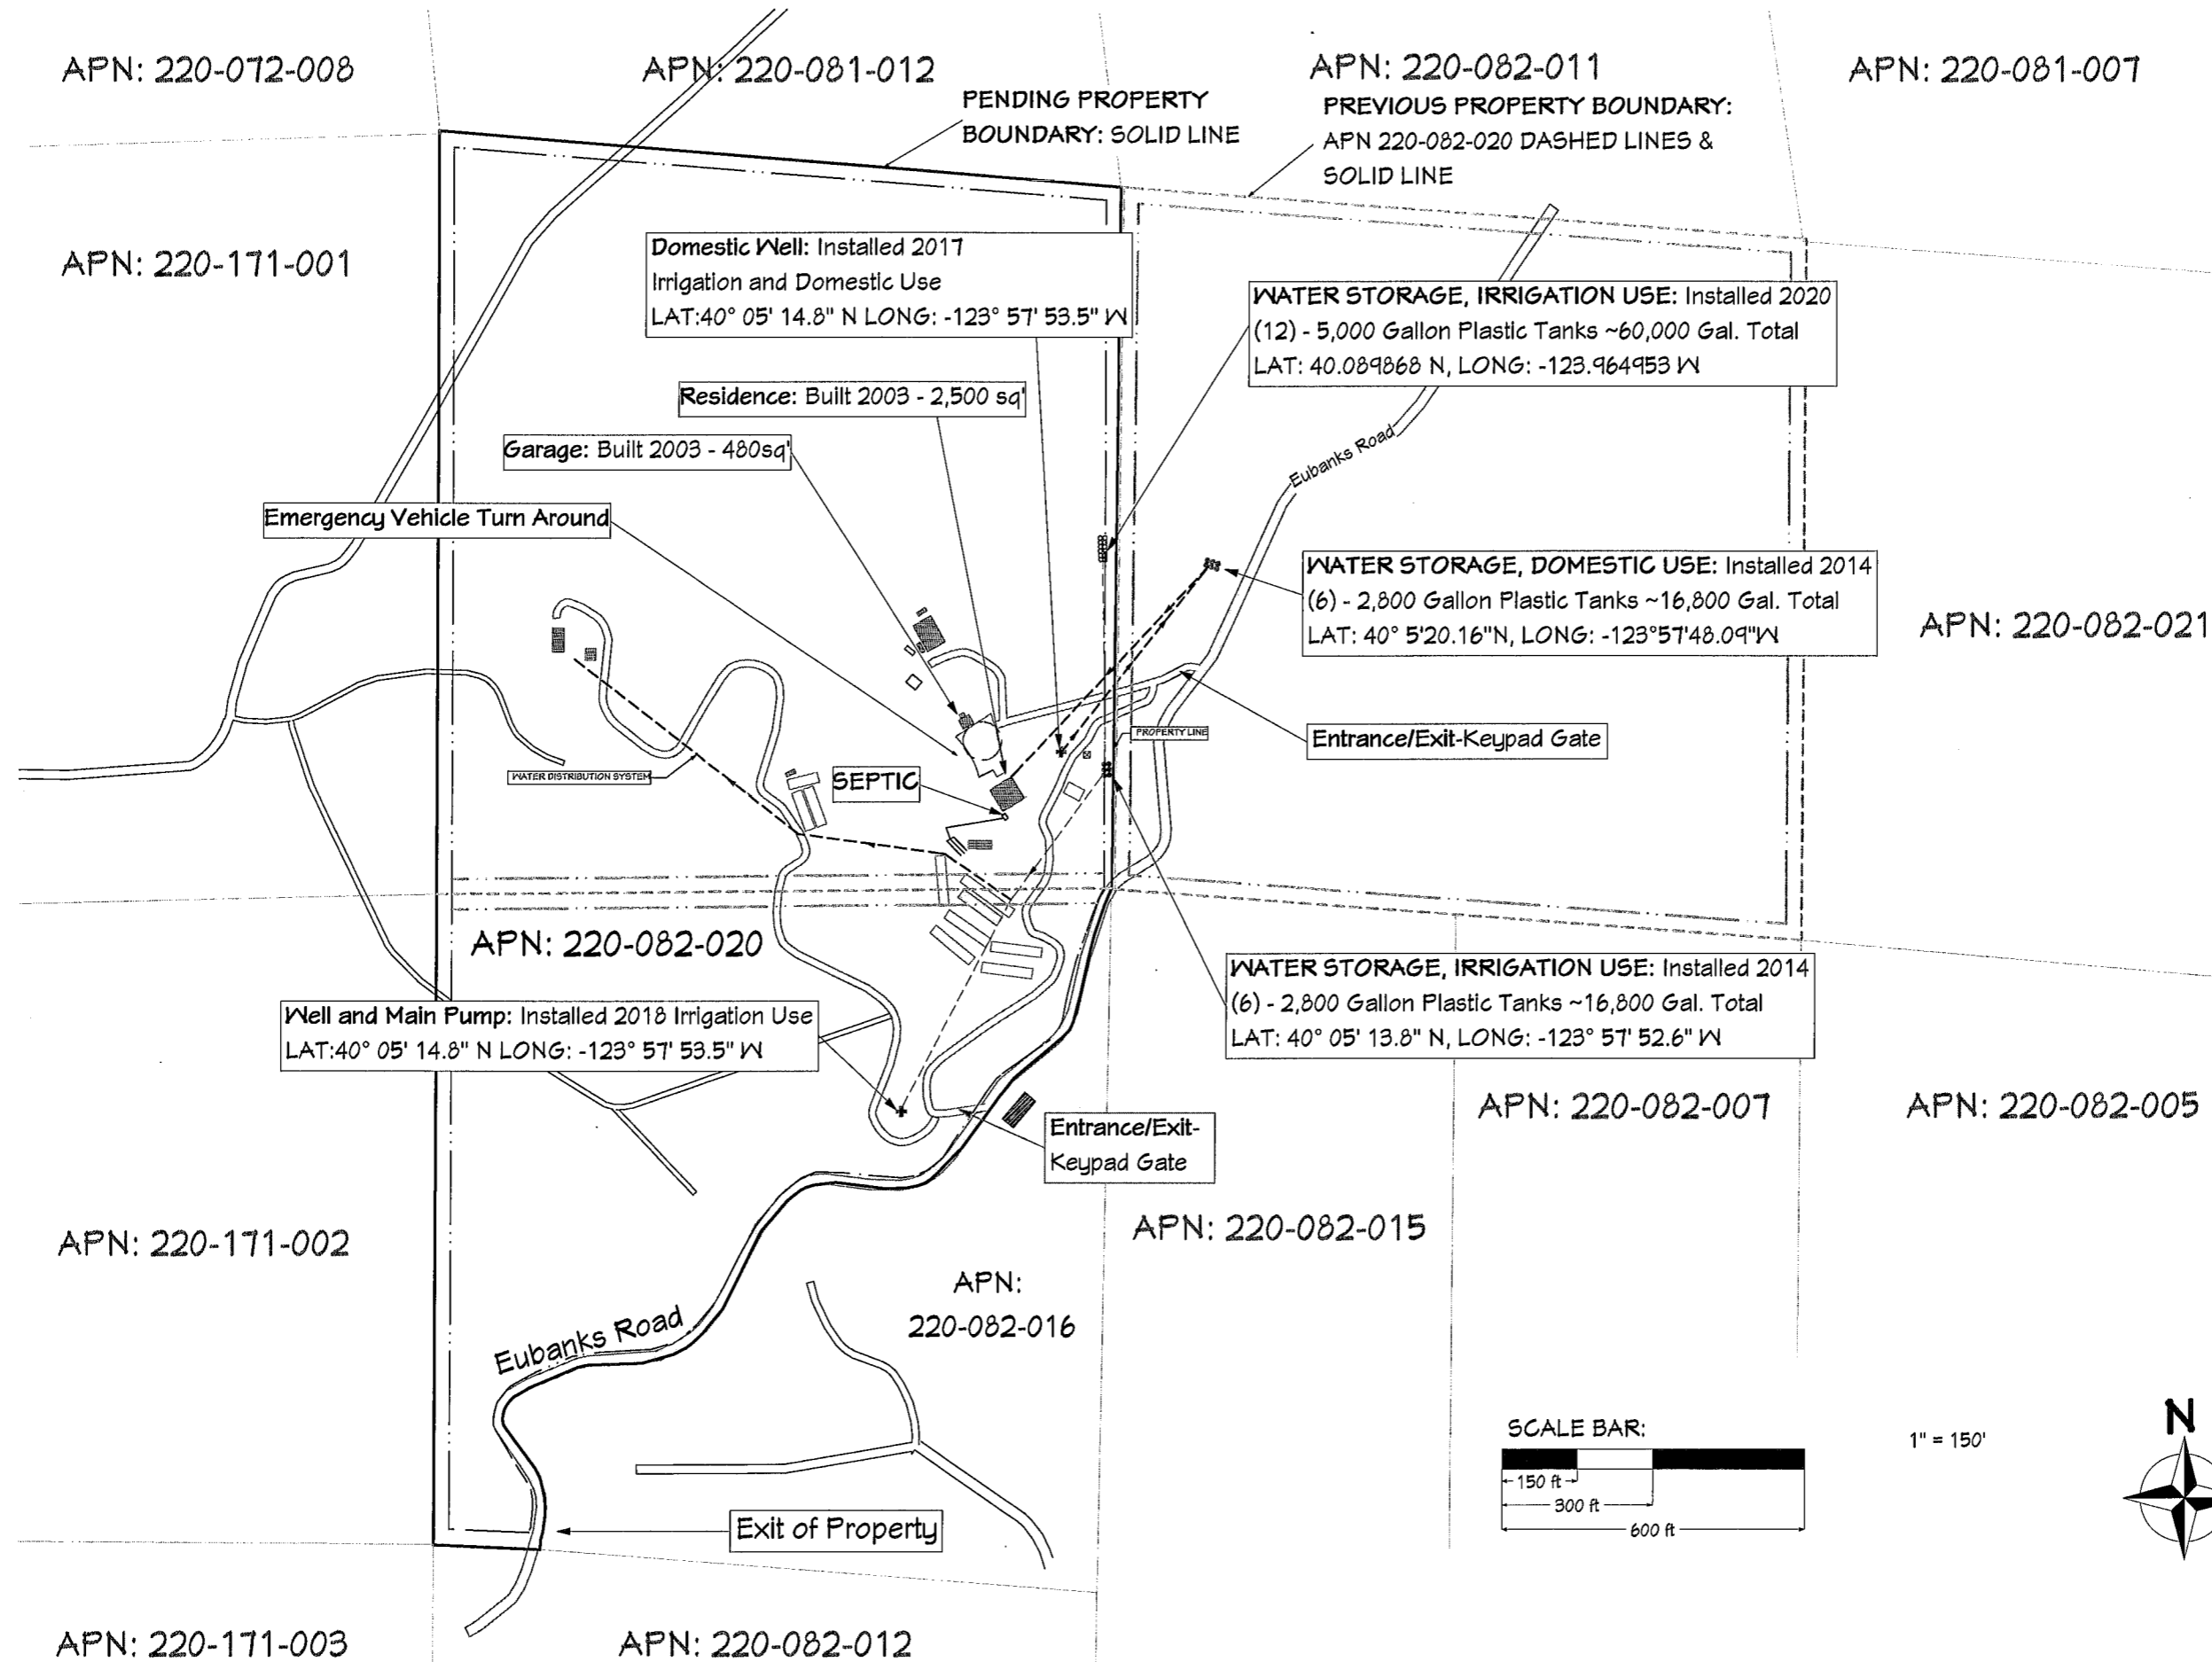 APN: 220-072-008
APN: 220-081-012
APN: 220-082-011
APN: 220-081-007
PENDING PROPERTY
BOUNDARY: SOLID LINE
PREVIOUS PROPERTY BOUNDARY:
APN 220-082-020 DASHED LINES &
SOLID LINE
APN: 220-171-001
Domestic Well: Installed 2017
Irrigation and Domestic Use
LAT:40° 05' 14.8" N LONG: -123° 57' 53.5" W
WATER STORAGE, IRRIGATION USE: Installed 2020
(12) - 5,000 Gallon Plastic Tanks ~60,000 Gal. Total
LAT: 40.089868 N, LONG: -123.964953 W
Residence: Built 2003 - 2,500 sq'
Garage: Built 2003 - 480sq'
Eubanks Road
Emergency Vehicle Turn Around
WATER STORAGE, DOMESTIC USE: Installed 2014
(6) - 2,800 Gallon Plastic Tanks ~16,800 Gal. Total
LAT: 40° 5'20.16"N, LONG: -123°57'48.09"W
APN: 220-082-021
PROPERTY LINE
Entrance/Exit-Keypad Gate
WATER DISTRIBUTION SYSTEM
SEPTIC
APN: 220-082-020
WATER STORAGE, IRRIGATION USE: Installed 2014
(6) - 2,800 Gallon Plastic Tanks ~16,800 Gal. Total
LAT: 40° 05' 13.8" N, LONG: -123° 57' 52.6" W
Well and Main Pump: Installed 2018 Irrigation Use
LAT:40° 05' 14.8" N LONG: -123° 57' 53.5" W
APN: 220-082-007
APN: 220-082-005
Entrance/Exit-
Keypad Gate
APN: 220-171-002
APN: 220-082-015
APN:
220-082-016
Eubanks Road
SCALE BAR:
150 ft
300 ft
600 ft
1" = 150'
N
Exit of Property
APN: 220-171-003
APN: 220-082-012